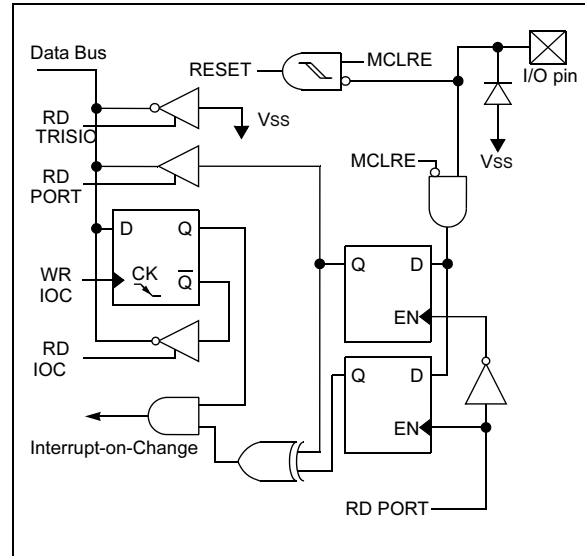 Data Bus
MCLRE
RESET
I/O pin
RD
TRISIO
VSS
VSS
RD
PORT
MCLRE
D Q
Q D
WR
IOC
CK
Q̅
EN
RD
IOC
Q D
EN
Interrupt-on-Change
RD PORT